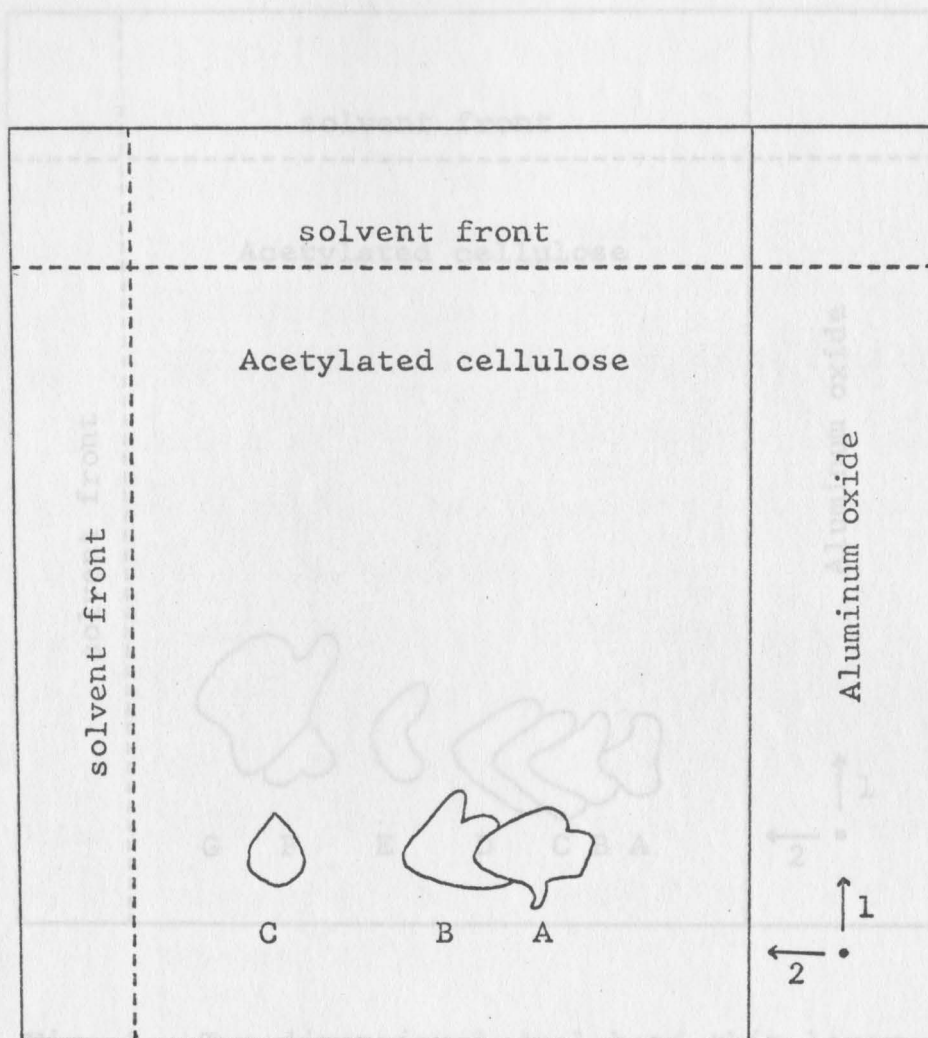 solvent front
Acetylated cellulose
solvent front
Aluminum oxide
C B A
1
2